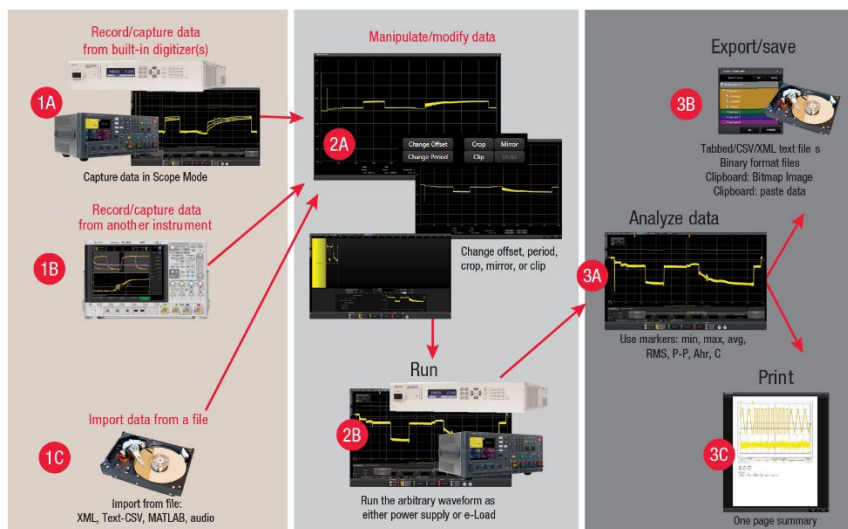 Record/capture data
from built-in digitizer(s)
1A
Capture data in Scope Mode
Record/capture data
from another instrument
1B
Import data from a file
1C
Import from file:
XML, Text-CSV, MATLAB, audio
Manipulate/modify data
2A
Change Offset
Crop
Mirror
Change Period
Clip
Undo
Change offset, period,
crop, mirror, or clip
Run
2B
Run the arbitrary waveform as
either power supply or e-Load
Export/save
3B
Tabbed/CSV/XML text file s
Binary format files
Clipboard: Bitmap Image
Clipboard: paste data
Analyze data
3A
Use markers: min, max, avg,
RMS, P-P, Ahr, C
Print
3C
One page summary